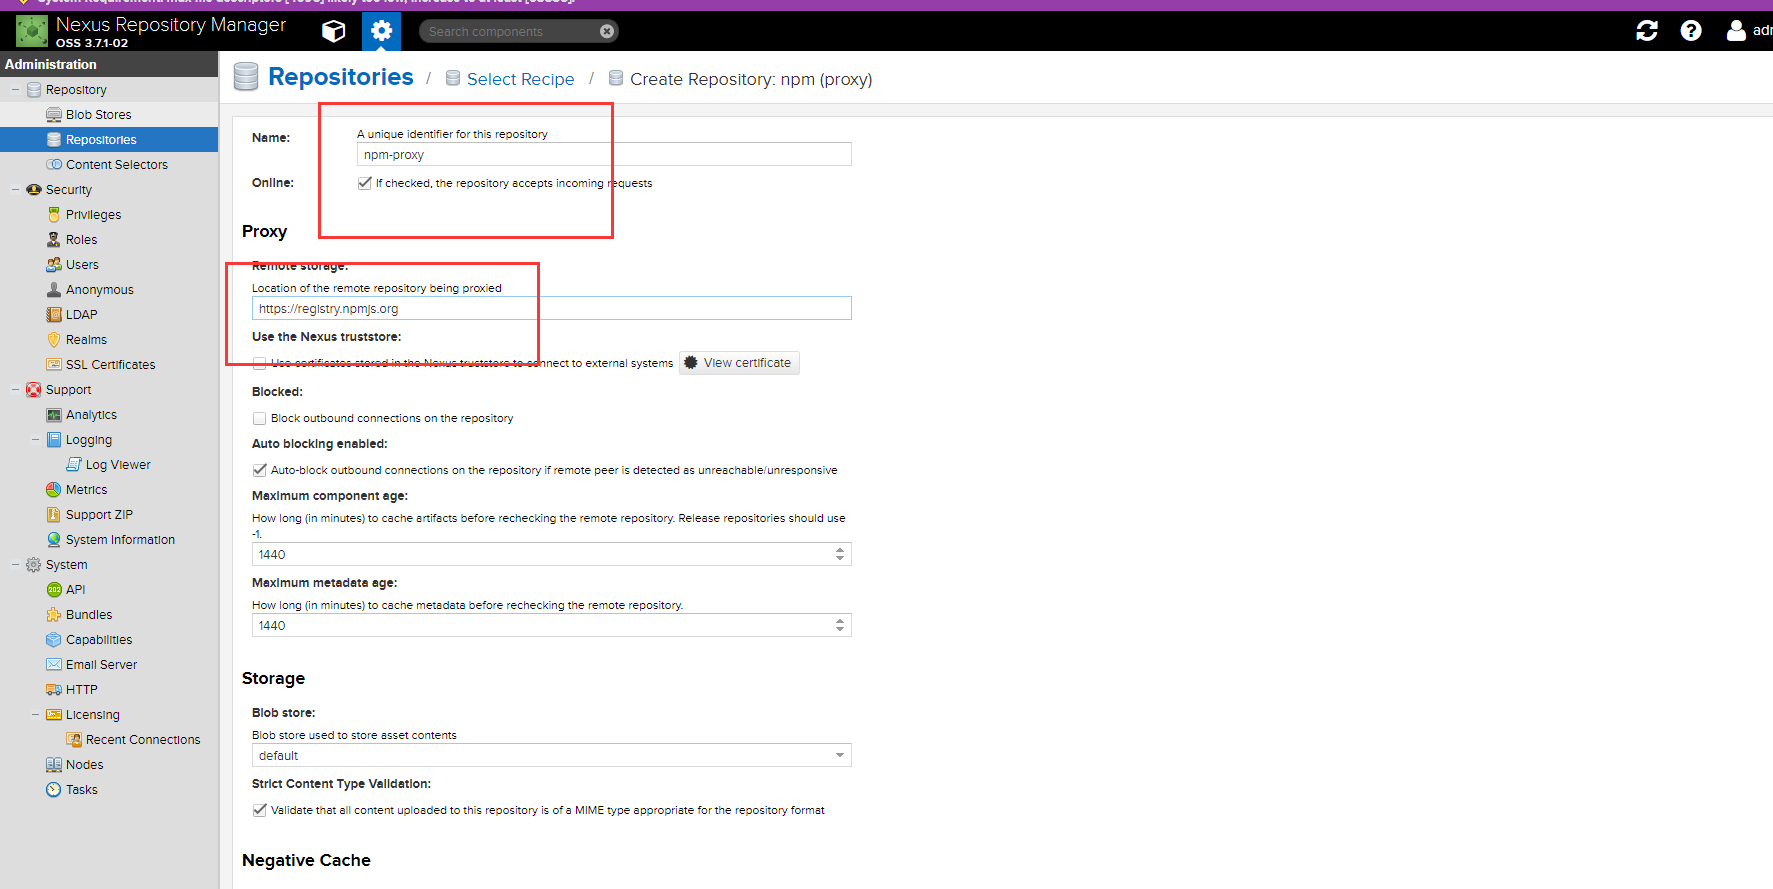 Nexus Repository Manager
OSS 3.7.1-02
Search components
Administration
Repository
Blob Stores
Repositories
Content Selectors
Security
Privileges
Roles
Users
Anonymous
LDAP
Realms
SSL Certificates
Support
Analytics
Logging
Log Viewer
Metrics
Support ZIP
System Information
System
API
Bundles
Capabilities
Email Server
HTTP
Licensing
Recent Connections
Nodes
Tasks
Repositories / Select Recipe / Create Repository: npm (proxy)
Name:
A unique identifier for this repository
npm-proxy
Online:
If checked, the repository accepts incoming requests
Proxy
Remote storage:
Location of the remote repository being proxied
https://registry.npmjs.org
Use the Nexus truststore:
Use certificates stored in the Nexus truststore to connect to external systems
View certificate
Blocked:
Block outbound connections on the repository
Auto blocking enabled:
Auto-block outbound connections on the repository if remote peer is detected as unreachable/unresponsive
Maximum component age:
How long (in minutes) to cache artifacts before rechecking the remote repository. Release repositories should use
-1.
1440
Maximum metadata age:
How long (in minutes) to cache metadata before rechecking the remote repository.
1440
Storage
Blob store:
Blob store used to store asset contents
default
Strict Content Type Validation:
Validate that all content uploaded to this repository is of a MIME type appropriate for the repository format
Negative Cache